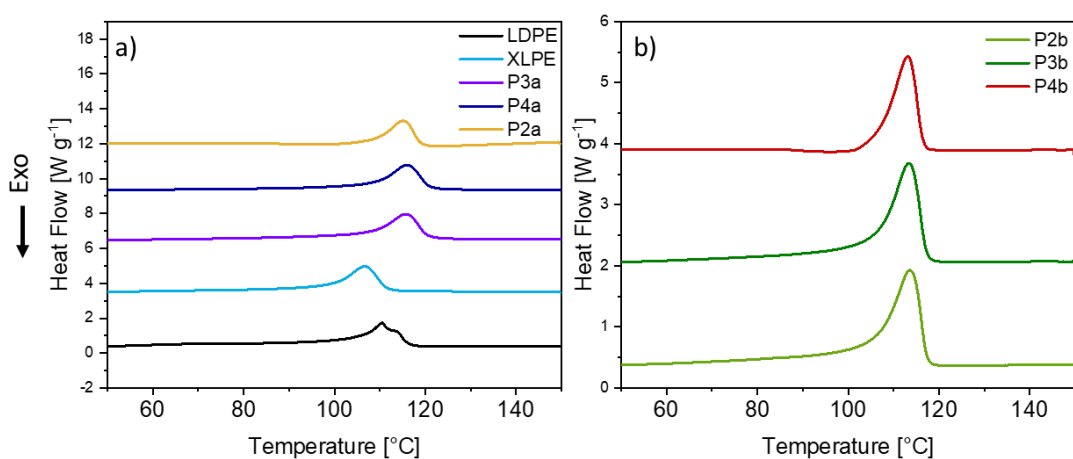 a)
LDPE
XLPE
P3a
P4a
P2a
18
16
14
12
10
8
6
4
2
0
-2
60
80
100
120
140
Temperature [°C]
Heat Flow [W g⁻¹]
Exo
b)
P2b
P3b
P4b
6
5
4
3
2
1
0
60
80
100
120
140
Temperature [°C]
Heat Flow [W g⁻¹]